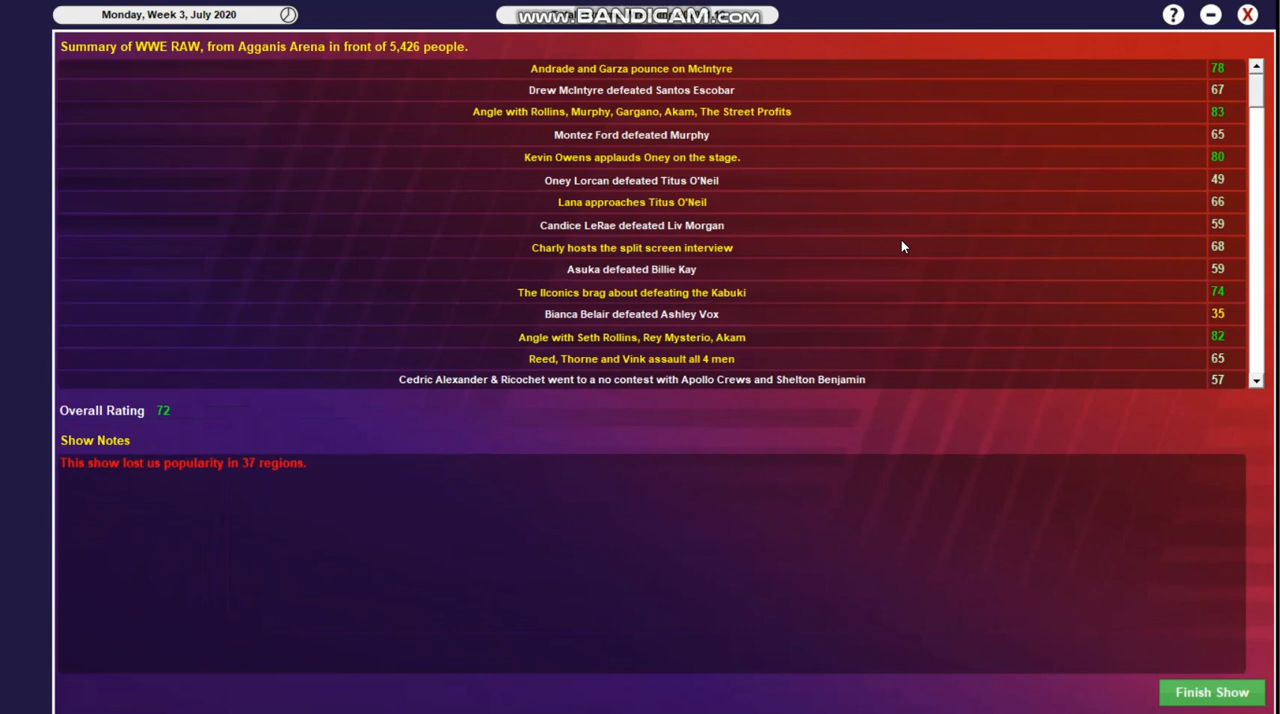 Monday, Week 3, July 2020
www.BANDICAM.com
?
X
Summary of WWE RAW, from Agganis Arena in front of 5,426 people.
Andrade and Garza pounce on McIntyre 78
Drew McIntyre defeated Santos Escobar 67
Angle with Rollins, Murphy, Gargano, Akam, The Street Profits 83
Montez Ford defeated Murphy 65
Kevin Owens applauds Oney on the stage. 80
Oney Lorcan defeated Titus O'Neil 49
Lana approaches Titus O'Neil 66
Candice LeRae defeated Liv Morgan 59
Charly hosts the split screen interview 68
Asuka defeated Billie Kay 59
The IIconics brag about defeating the Kabuki 74
Bianca Belair defeated Ashley Vox 35
Angle with Seth Rollins, Rey Mysterio, Akam 82
Reed, Thorne and Vink assault all 4 men 65
Cedric Alexander & Ricochet went to a no contest with Apollo Crews and Shelton Benjamin 57
Overall Rating 72
Show Notes
This show lost us popularity in 37 regions.
Finish Show